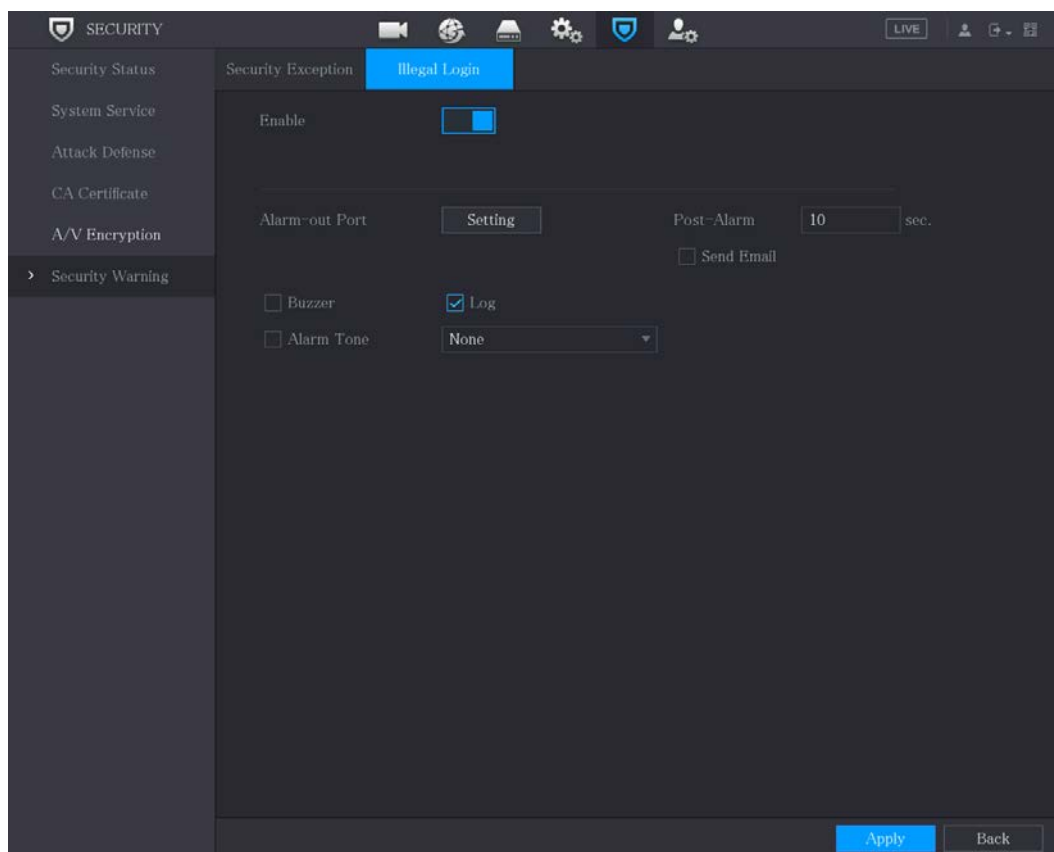 SECURITY
LIVE
Security Status
Security Exception
Illegal Login
System Service
Enable
Attack Defense
CA Certificate
Alarm-out Port
Setting
Post-Alarm
10
sec.
A/V Encryption
Send Email
Security Warning
Buzzer
Log
Alarm Tone
None
Apply
Back